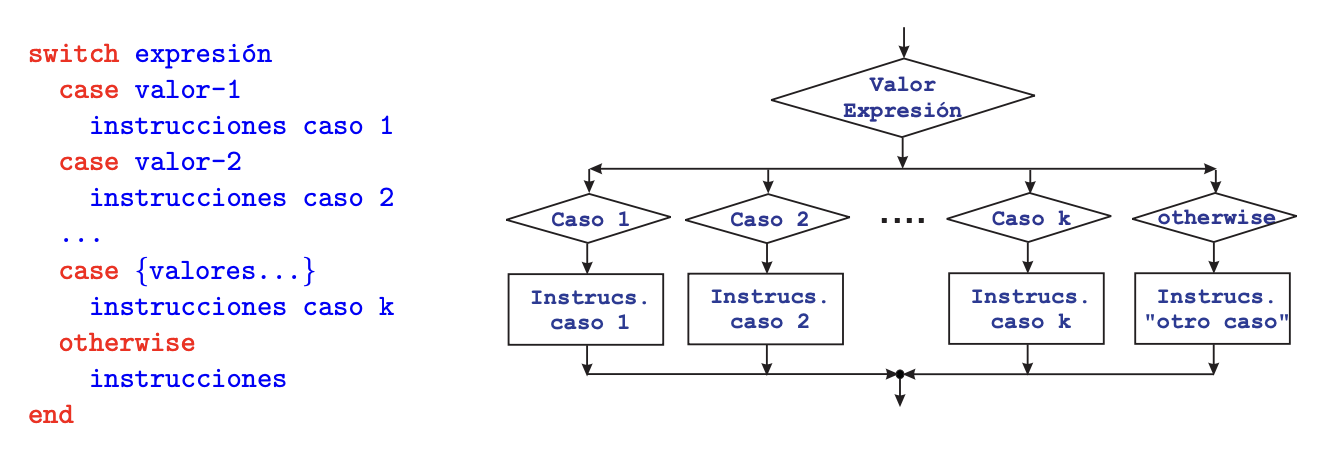 switch expresión
case valor-1
instrucciones caso 1
case valor-2
instrucciones caso 2
...
case {valores...}
instrucciones caso k
otherwise
instrucciones
end
Valor
Expresión
Caso 1
Caso 2
....
Caso k
otherwise
Instrucs.
caso 1
Instrucs.
caso 2
Instrucs.
caso k
Instrucs.
"otro caso"